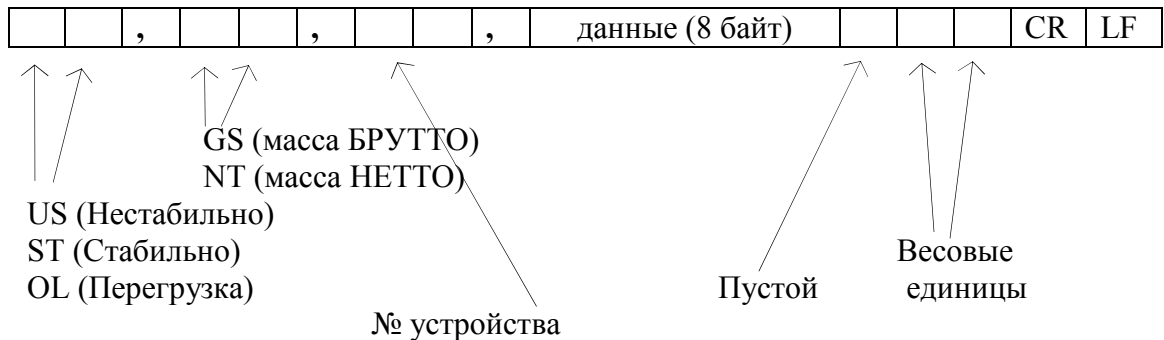 , , , данные (8 байт) CR LF
GS (масса БРУТТО)
NT (масса НЕТТО)
US (Нестабильно)
ST (Стабильно)
OL (Перегрузка)
Пустой
Весовые
единицы
№ устройства